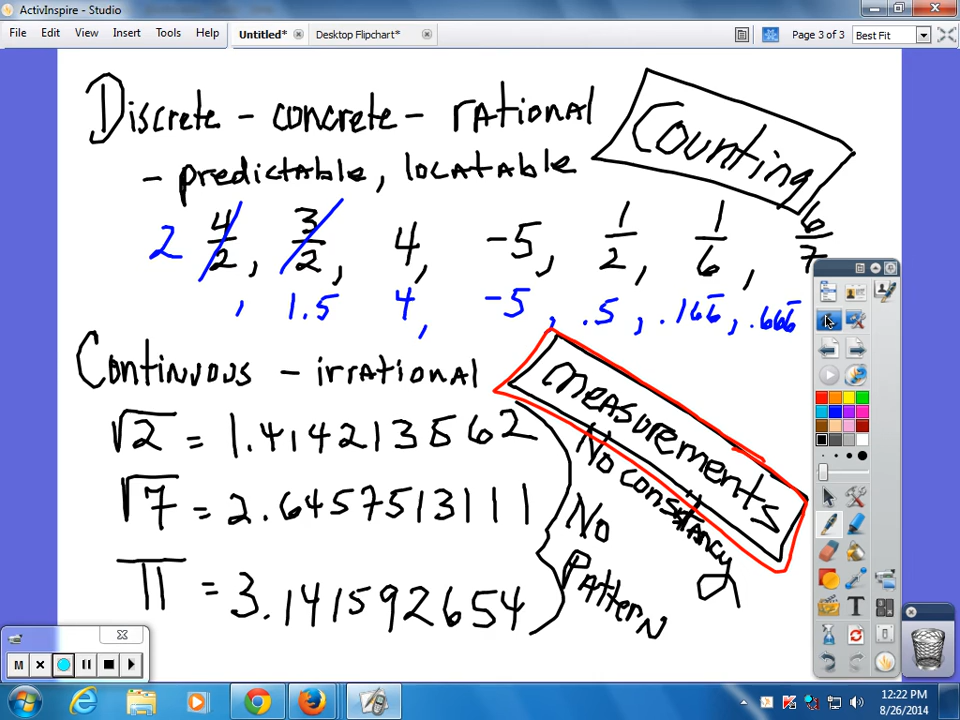 ActivInspire - Studio
File Edit View Insert Tools Help Untitled* Desktop Flipchart* Page 3 of 3 Best Fit
Discrete - concrete - rational
Counting
- predictable, locatable
2 4/2, 3/2, 4, -5, 1/2, 1/6, 6/7
, 1.5 4, -5, .5, .166, .666
Continuous - irrational
measurements
√2 = 1.414213562
No constancy
√7 = 2.6457513111
No
π = 3.141592654
Pattern
M
T
12:22 PM
8/26/2014